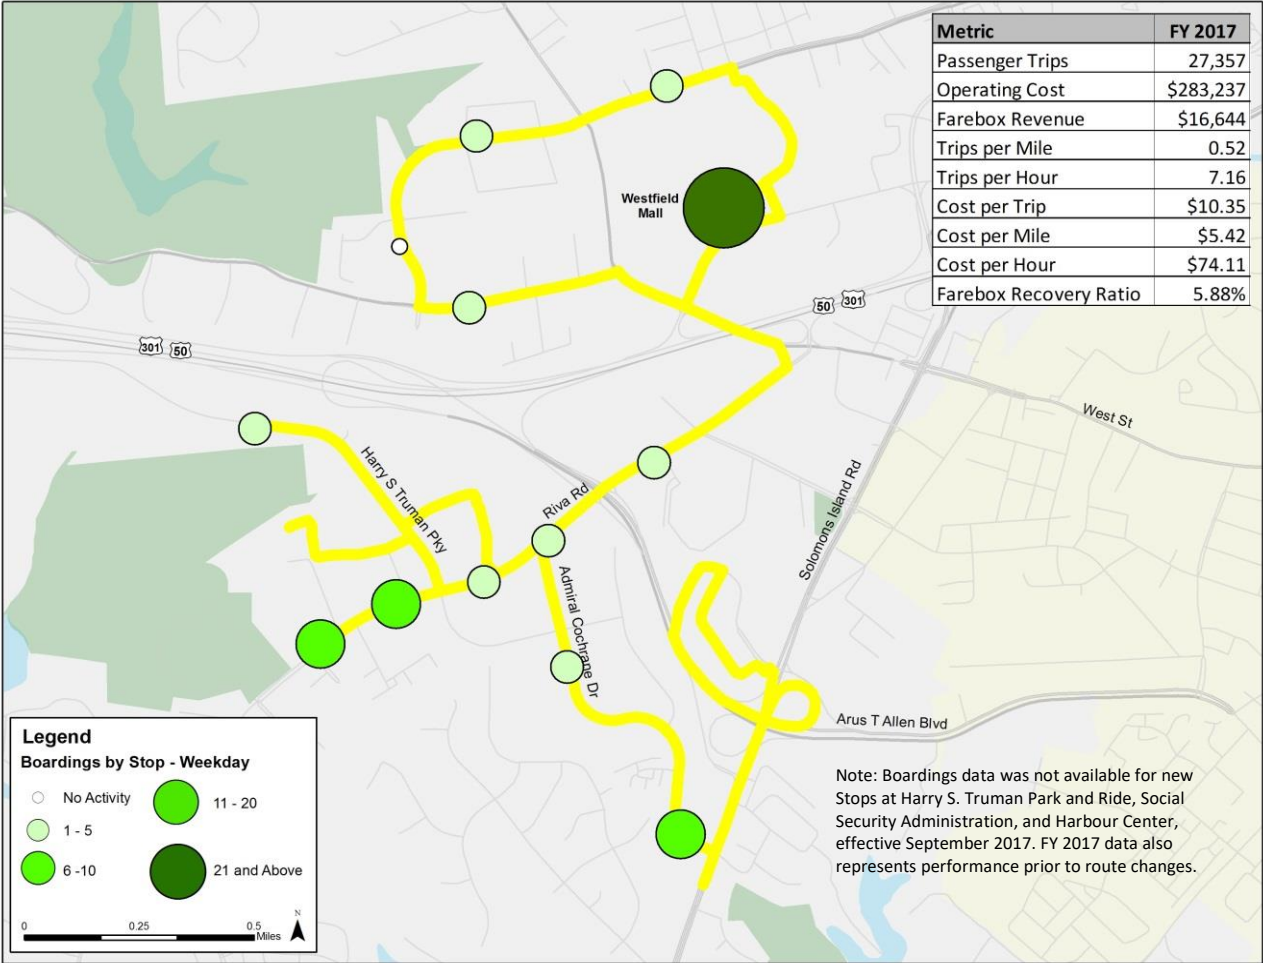 Metric FY 2017
Passenger Trips 27,357
Operating Cost $283,237
Farebox Revenue $16,644
Trips per Mile 0.52
Trips per Hour 7.16
Cost per Trip $10.35
Cost per Mile $5.42
Cost per Hour $74.11
Farebox Recovery Ratio 5.88%
Westfield
Mall
50 301
301 50
West St
Harry S Truman Pky
Riva Rd
Solomons Island Rd
Admiral Cochrane Dr
Arus T Allen Blvd
Legend
Boardings by Stop - Weekday
No Activity
11 - 20
1 - 5
6 -10
21 and Above
0 0.25 0.5
Miles
N
Note: Boardings data was not available for new
Stops at Harry S. Truman Park and Ride, Social
Security Administration, and Harbour Center,
effective September 2017. FY 2017 data also
represents performance prior to route changes.